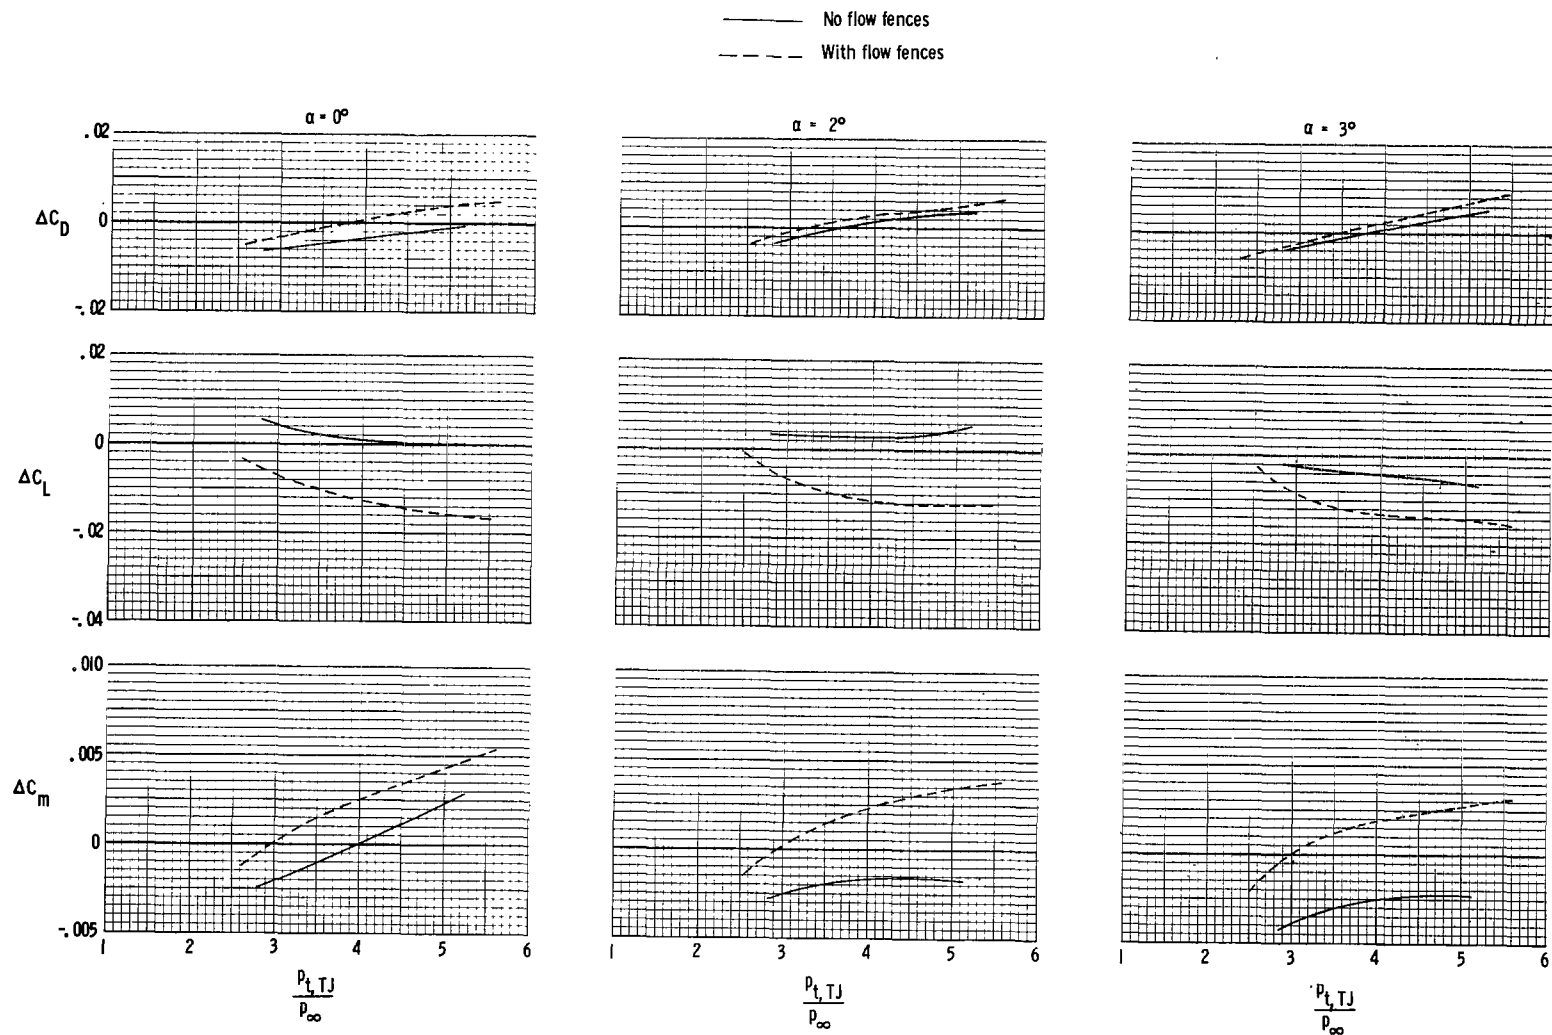 No flow fences
With flow fences
α = 0°
α = 2°
α = 3°
.02
ΔC_D
0
-.02
.02
0
ΔC_L
-.02
-.04
.010
.005
ΔC_m
0
-.005
1 2 3 4 5 6
1 2 3 4 5 6
1 2 3 4 5 6
p_t,TJ
p_∞
p_t,TJ
p_∞
p_t,TJ
p_∞